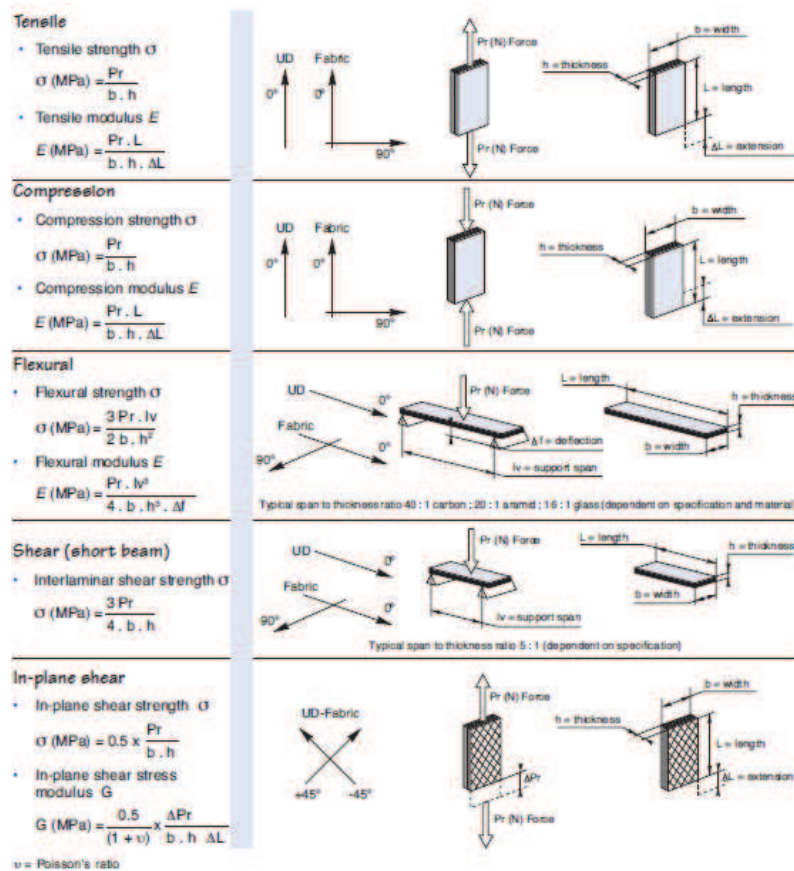 Tensile
• Tensile strength σ
σ (MPa) = Pr / b . h
• Tensile modulus E
E (MPa) = Pr . L / b . h . ΔL
UD
Fabric
0°
0°
90°
Pr (N) Force
Pr (N) Force
b = width
h = thickness
L = length
ΔL = extension
Compression
• Compression strength σ
σ (MPa) = Pr / b . h
• Compression modulus E
E (MPa) = Pr . L / b . h . ΔL
UD
Fabric
0°
0°
90°
Pr (N) Force
Pr (N) Force
b = width
h = thickness
L = length
ΔL = extension
Flexural
• Flexural strength σ
σ (MPa) = 3 Pr . lv / 2 b . h²
• Flexural modulus E
E (MPa) = Pr . lv³ / 4 . b . h³ . Δf
UD
0°
Fabric
0°
90°
Pr (N) Force
Δf = deflection
lv = support span
L = length
h = thickness
b = width
Typical span to thickness ratio 40 : 1 carbon ; 20 : 1 aramid ; 16 : 1 glass (dependent on specification and material)
Shear (short beam)
• Interlaminar shear strength σ
σ (MPa) = 3 Pr / 4 . b . h
UD
0°
Fabric
0°
90°
Pr (N) Force
lv = support span
L = length
h = thickness
b = width
Typical span to thickness ratio 5 : 1 (dependent on specification)
In-plane shear
• In-plane shear strength σ
σ (MPa) = 0.5 x Pr / b . h
• In-plane shear stress
modulus G
G (MPa) = 0.5 / (1 + υ) x ΔPr / b . h ΔL
UD-Fabric
+45°
-45°
Pr (N) Force
ΔPr
Pr (N) Force
b = width
h = thickness
L = length
ΔL = extension
υ = Poisson's ratio